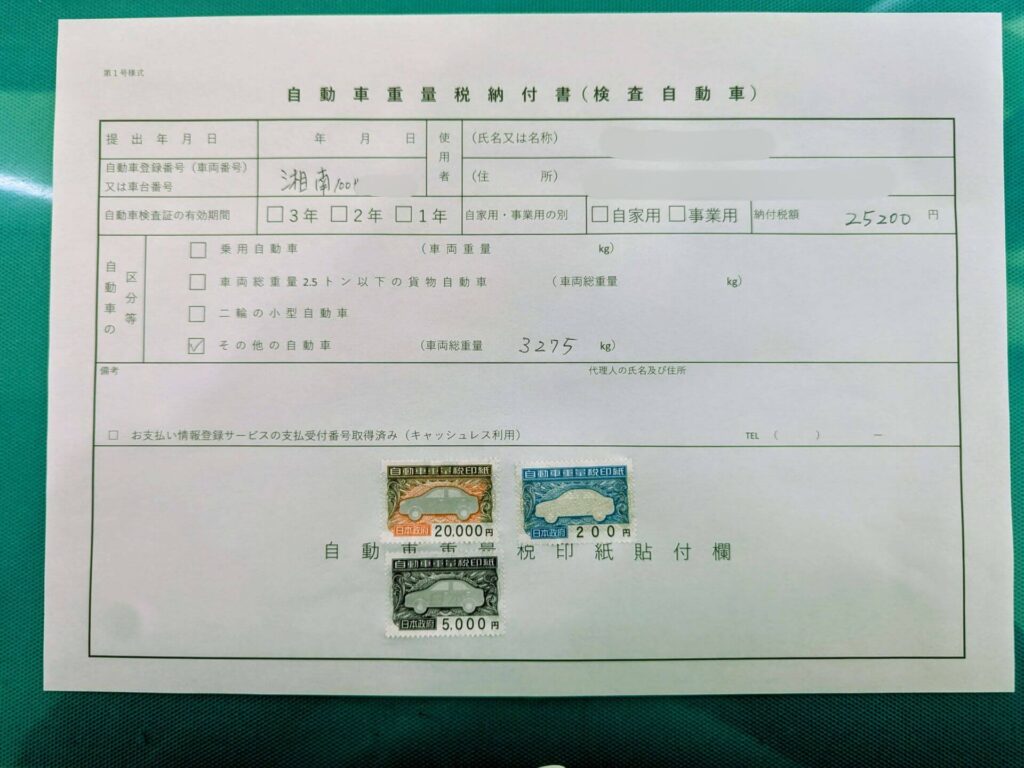 第1号様式
自動車重量税納付書(検査自動車)
提出年月日 年 月 日 使用者 (氏名又は名称)
自動車登録番号(車両番号)又は車台番号 湘南100 (住 所)
自動車検査証の有効期間 □3年 □2年 □1年 自家用・事業用の別 □自家用 □事業用 納付税額 25200 円
自動車の区分等
□ 乗用自動車 (車両重量 kg)
□ 車両総重量2.5トン以下の貨物自動車 (車両総重量 kg)
□ 二輪の小型自動車
☑ その他の自動車 (車両総重量 3275 kg)
備考 代理人の氏名及び住所
□ お支払い情報登録サービスの支払受付番号取得済み(キャッシュレス利用) TEL ( ) ー
自動車重量税印紙 日本政府 20,000円
自動車重量税印紙 日本政府 200円
自動車重量税印紙貼付欄
自動車重量税印紙 日本政府 5,000円